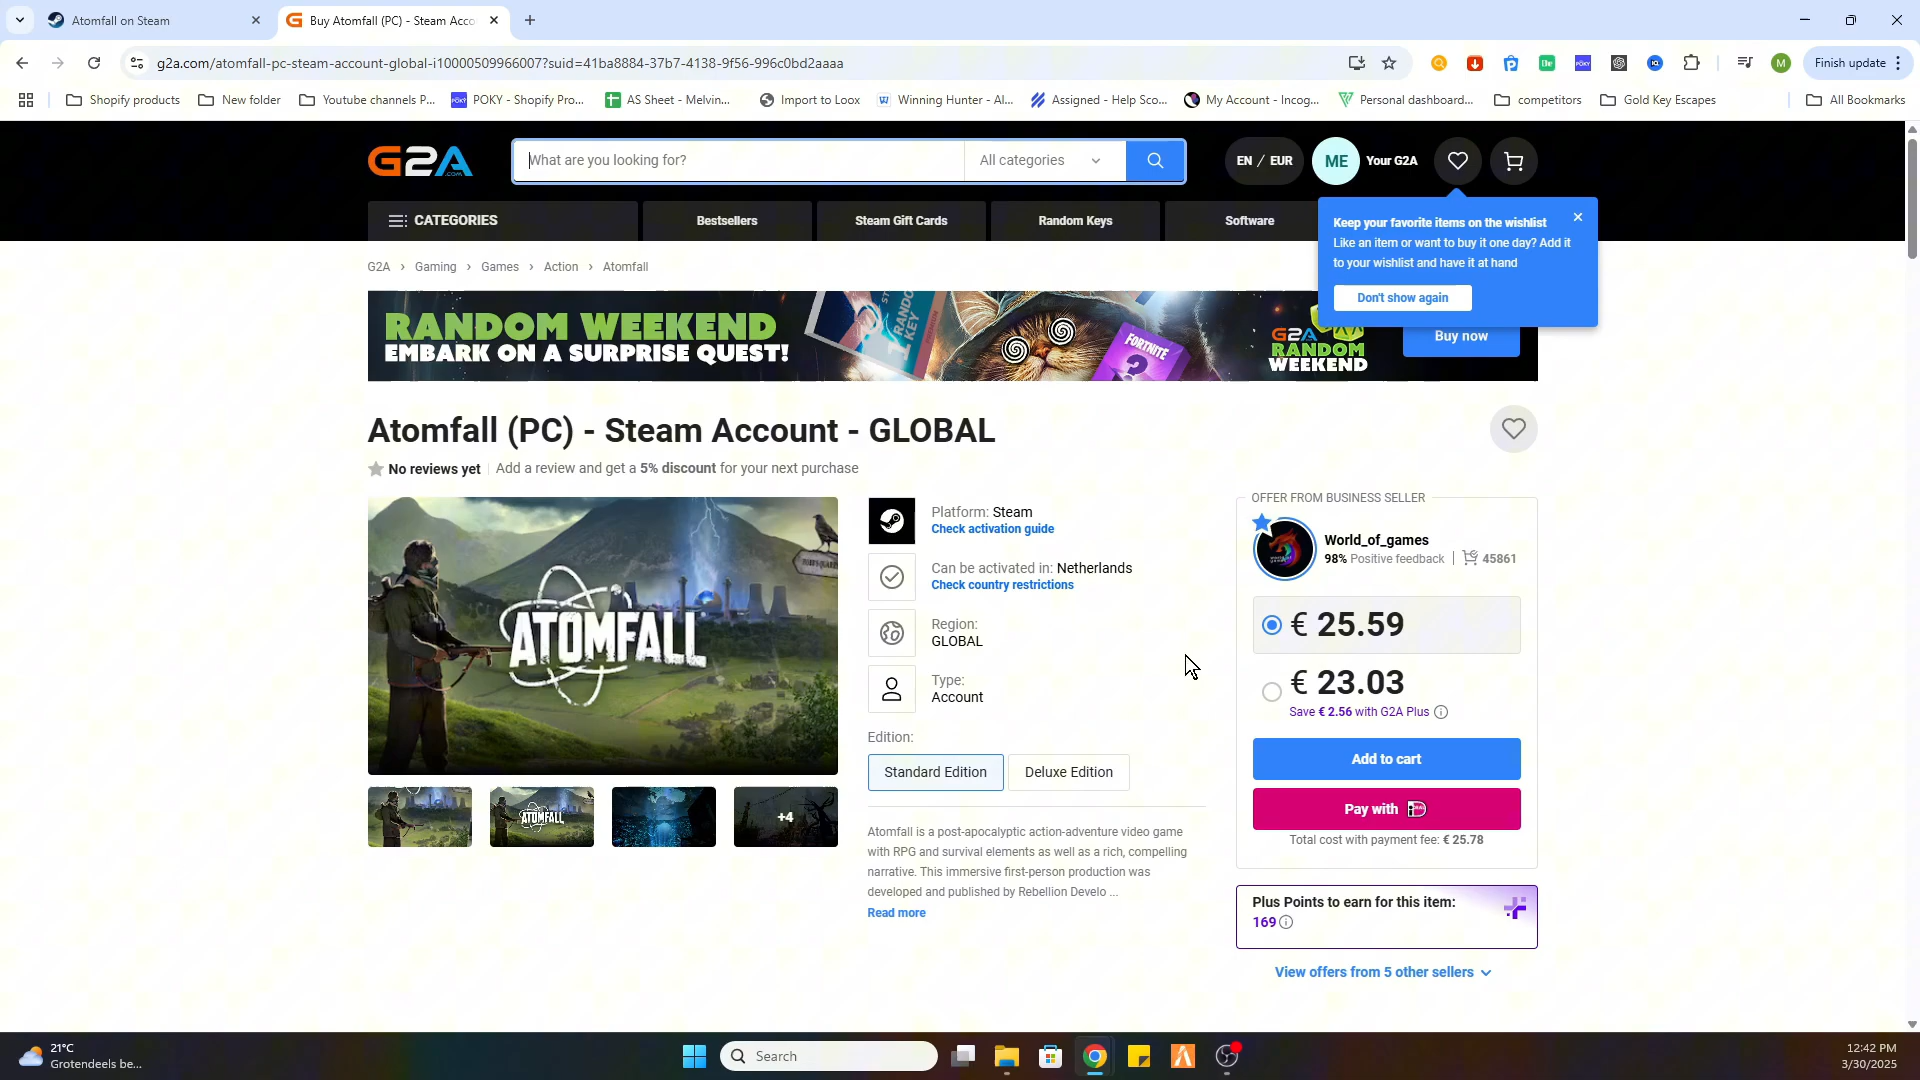 Atomfall on Steam
Buy Atomfall (PC) - Steam Acco
g2a.com/atomfall-pc-steam-account-global-i10000509966007?suid=41ba8884-37b7-4138-9f56-996c0bd2aaaa
M
Finish update
Shopify products
New folder
Youtube channels P...
POKY - Shopify Pro...
AS Sheet - Melvin...
Import to Loox
Winning Hunter - AI...
Assigned - Help Sco...
My Account - Incog...
Personal dashboard...
competitors
Gold Key Escapes
All Bookmarks
G2A.COM
What are you looking for?
All categories
EN / EUR
ME
Your G2A
CATEGORIES
Bestsellers
Steam Gift Cards
Random Keys
Software
Keep your favorite items on the wishlist
Like an item or want to buy it one day? Add it
to your wishlist and have it at hand
Don't show again
G2A › Gaming › Games › Action › Atomfall
RANDOM WEEKEND
EMBARK ON A SURPRISE QUEST!
FORTNITE
?
G2A
RANDOM
WEEKEND
Buy now
Atomfall (PC) - Steam Account - GLOBAL
No reviews yet
Add a review and get a 5% discount for your next purchase
ATOMFALL
ATOMFALL
+4
Platform: Steam
Check activation guide
Can be activated in: Netherlands
Check country restrictions
Region:
GLOBAL
Type:
Account
Edition:
Standard Edition
Deluxe Edition
Atomfall is a post-apocalyptic action-adventure video game
with RPG and survival elements as well as a rich, compelling
narrative. This immersive first-person production was
developed and published by Rebellion Develo ...
Read more
OFFER FROM BUSINESS SELLER
World_of_games
98% Positive feedback
45861
€ 25.59
€ 23.03
Save € 2.56 with G2A Plus
Add to cart
Pay with
Total cost with payment fee: € 25.78
Plus Points to earn for this item:
169
View offers from 5 other sellers
21°C
Grotendeels be...
Search
12:42 PM
3/30/2025